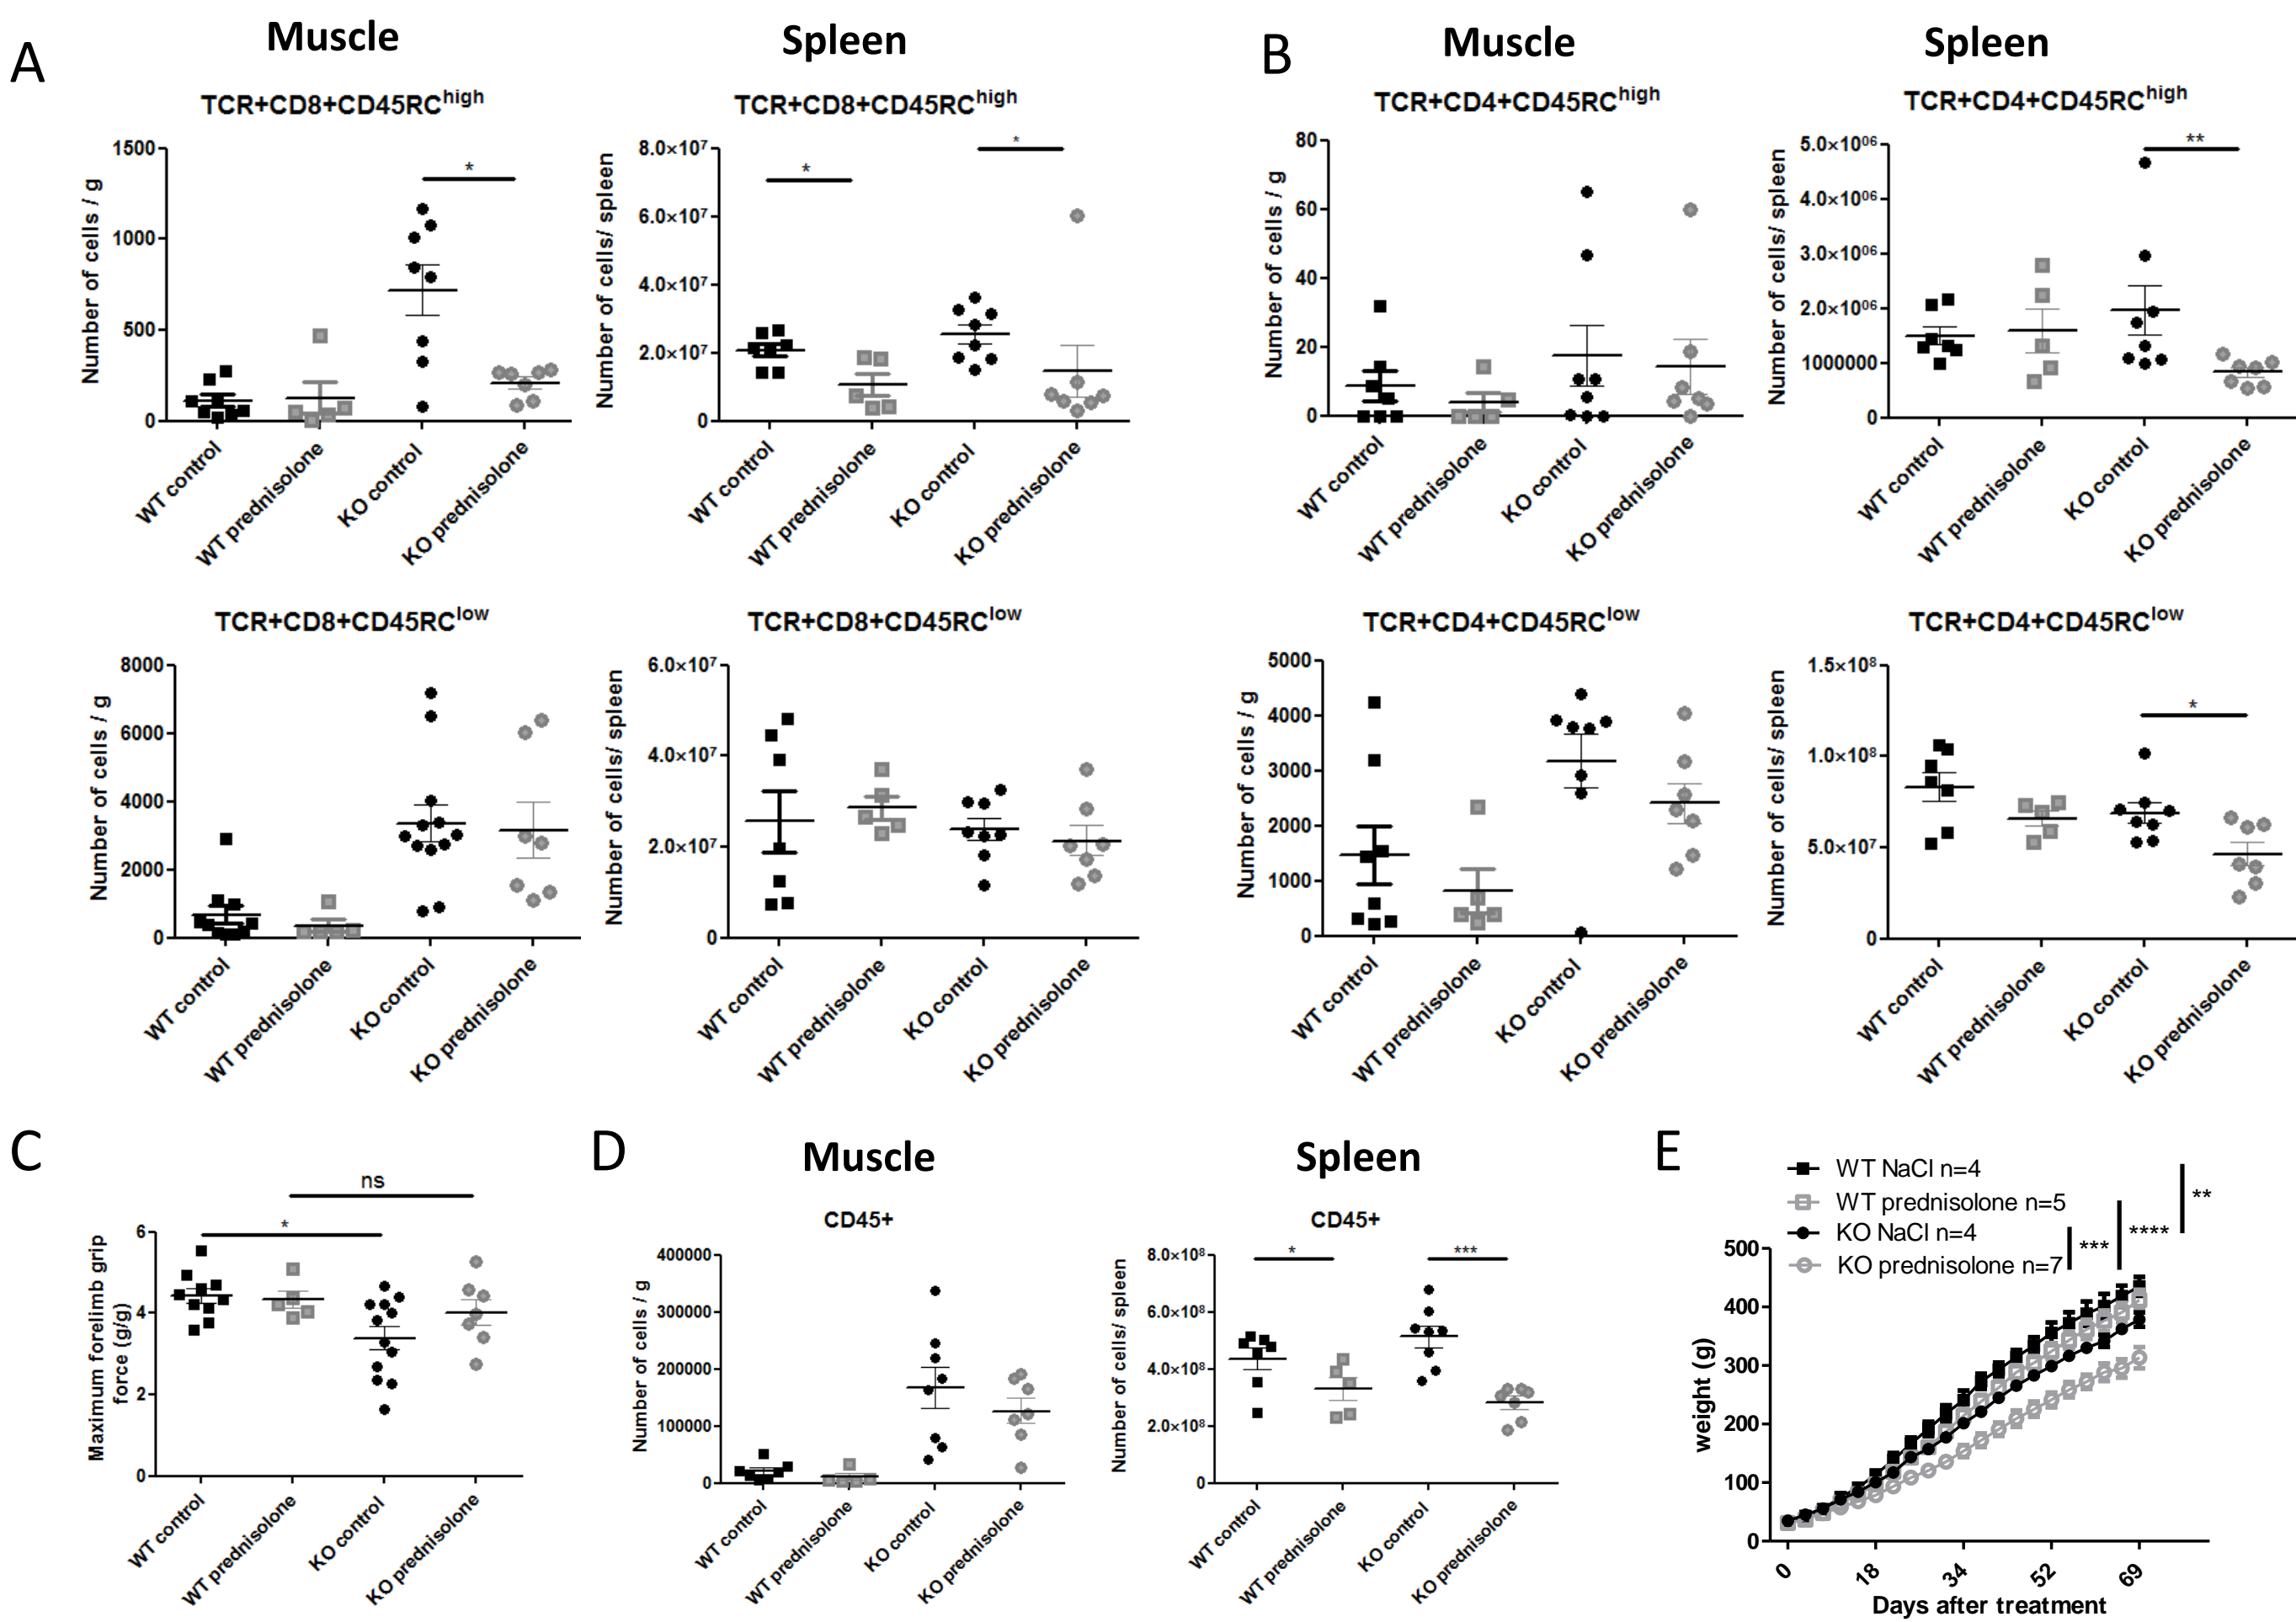 A
Muscle
Spleen
TCR+CD8+CD45RChigh
Number of cells / g
1500
1000
500
0
*
WT control
WT prednisolone
KO control
KO prednisolone
TCR+CD8+CD45RChigh
Number of cells/ spleen
8.0×10⁷
6.0×10⁷
4.0×10⁷
2.0×10⁷
0
*
*
WT control
WT prednisolone
KO control
KO prednisolone
TCR+CD8+CD45RClow
Number of cells / g
8000
6000
4000
2000
0
WT control
WT prednisolone
KO control
KO prednisolone
TCR+CD8+CD45RClow
Number of cells/ spleen
6.0×10⁷
4.0×10⁷
2.0×10⁷
0
WT control
WT prednisolone
KO control
KO prednisolone
B
Muscle
Spleen
TCR+CD4+CD45RChigh
Number of cells / g
80
60
40
20
0
WT control
WT prednisolone
KO control
KO prednisolone
TCR+CD4+CD45RChigh
Number of cells/ spleen
5.0×10⁰⁶
4.0×10⁰⁶
3.0×10⁰⁶
2.0×10⁰⁶
1000000
0
**
WT control
WT prednisolone
KO control
KO prednisolone
TCR+CD4+CD45RClow
Number of cells / g
5000
4000
3000
2000
1000
0
WT control
WT prednisolone
KO control
KO prednisolone
TCR+CD4+CD45RClow
Number of cells/ spleen
1.5×10⁸
1.0×10⁸
5.0×10⁷
0
*
WT control
WT prednisolone
KO control
KO prednisolone
C
Maximum forelimb grip
force (g/g)
6
4
2
0
ns
*
WT control
WT prednisolone
KO control
KO prednisolone
D
Muscle
Spleen
CD45+
Number of cells / g
400000
300000
200000
100000
0
WT control
WT prednisolone
KO control
KO prednisolone
CD45+
Number of cells/ spleen
8.0×10⁸
6.0×10⁸
4.0×10⁸
2.0×10⁸
0
*
***
WT control
WT prednisolone
KO control
KO prednisolone
E
WT NaCl n=4
WT prednisolone n=5
KO NaCl n=4
KO prednisolone n=7
***
****
**
weight (g)
500
400
300
200
100
0
0
18
34
52
69
Days after treatment